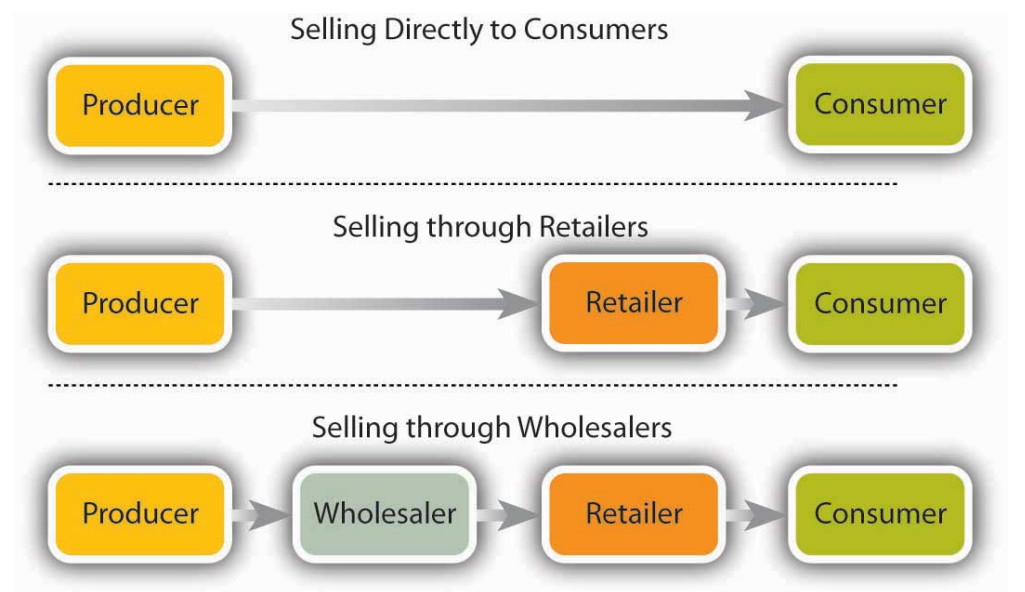 Selling Directly to Consumers
Producer
Consumer
Selling through Retailers
Producer
Retailer
Consumer
Selling through Wholesalers
Producer
Wholesaler
Retailer
Consumer